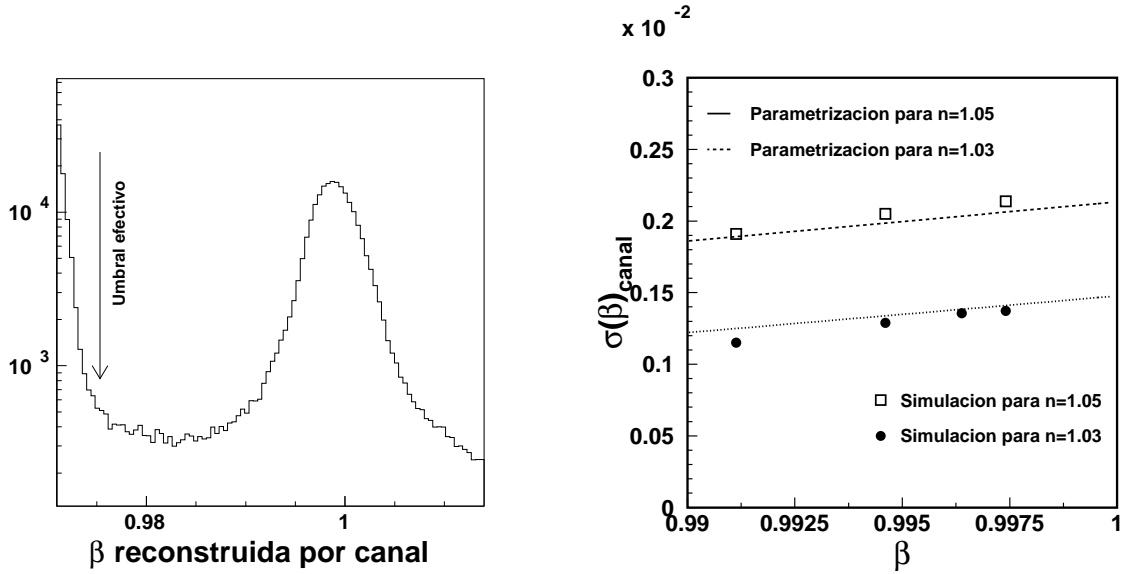 10 4
10 3
Umbral efectivo
0.98
1
β reconstruida por canal
x 10 -2
0.3
0.25
0.2
0.15
0.1
0.05
0
σ(β)canal
Parametrizacion para n=1.05
Parametrizacion para n=1.03
Simulacion para n=1.05
Simulacion para n=1.03
0.99
0.9925
0.995
0.9975
1
β